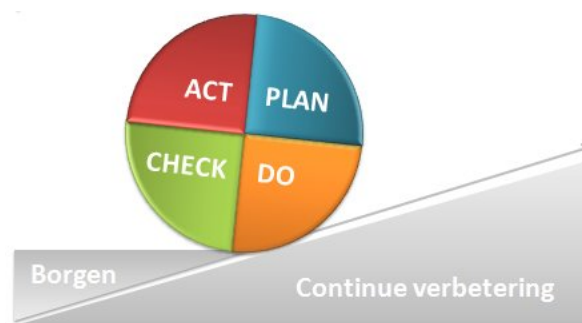 ACT
PLAN
CHECK
DO
Borgen
Continue verbetering